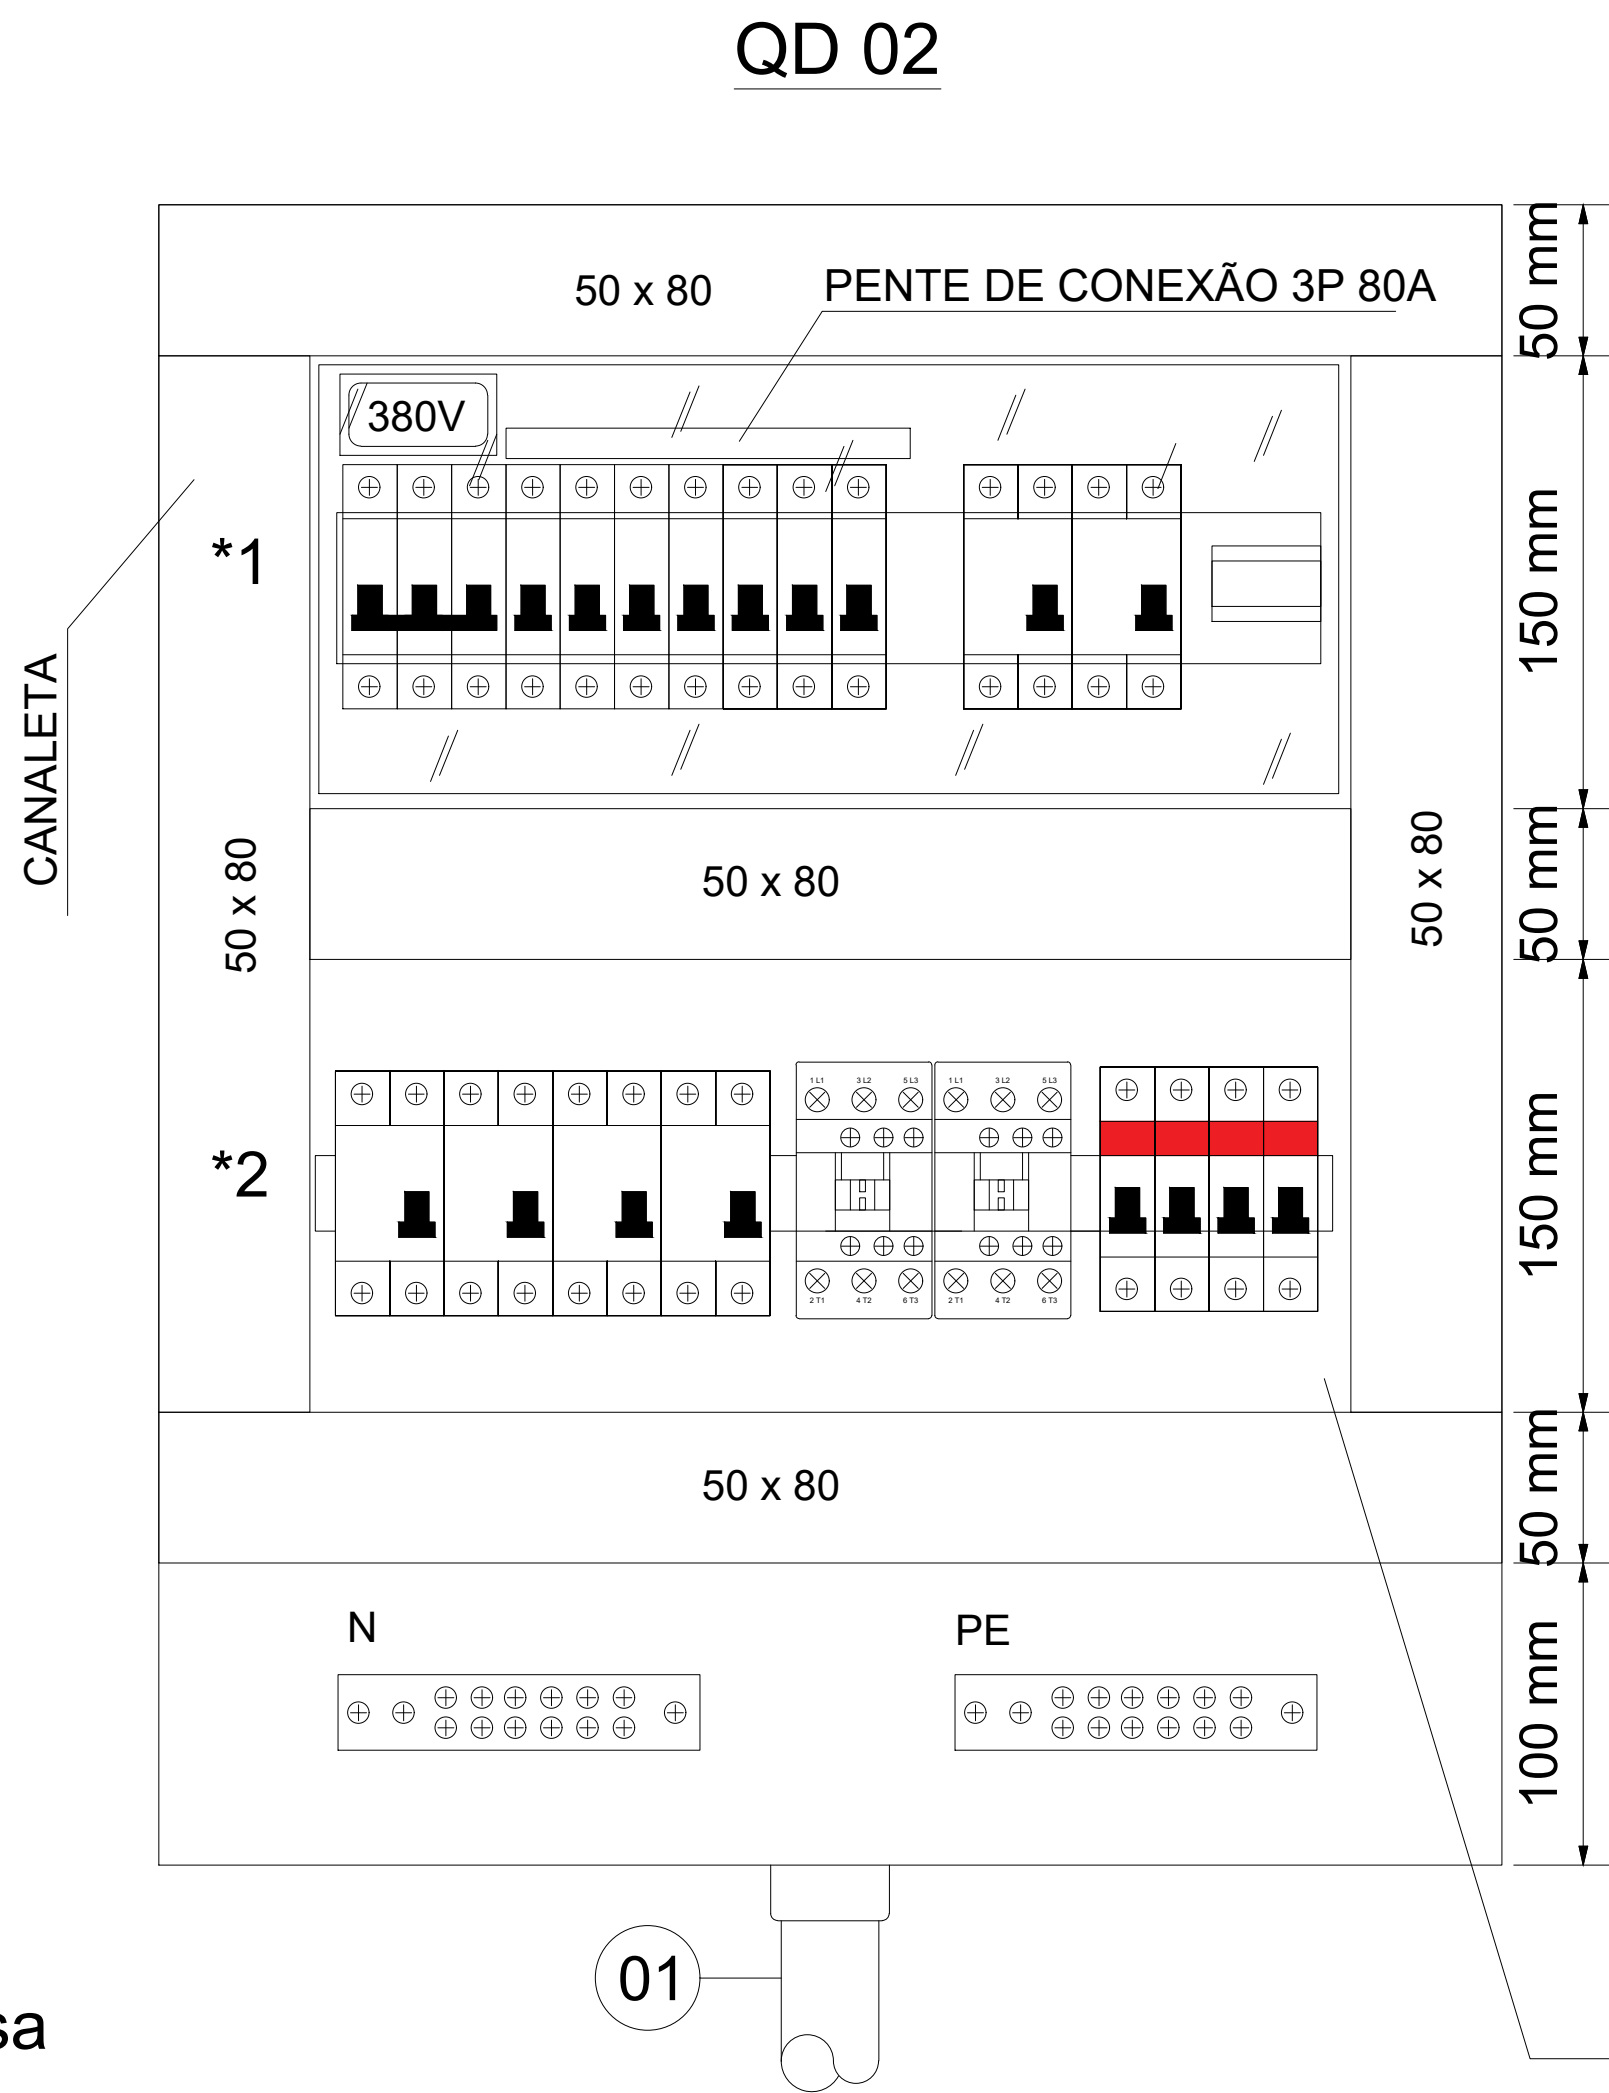 QD 02
50 x 80
PENTE DE CONEXÃO 3P 80A
50 mm
380V
*1
150 mm
CANALETA
50 x 80
50 x 80
50 x 80
50 mm
1 L1 3 L2 5 L3 1 L1 3 L2 5 L3
*2
150 mm
2 T1 4 T2 6 T3 2 T1 4 T2 6 T3
50 x 80
50 mm
N
PE
100 mm
01
sa